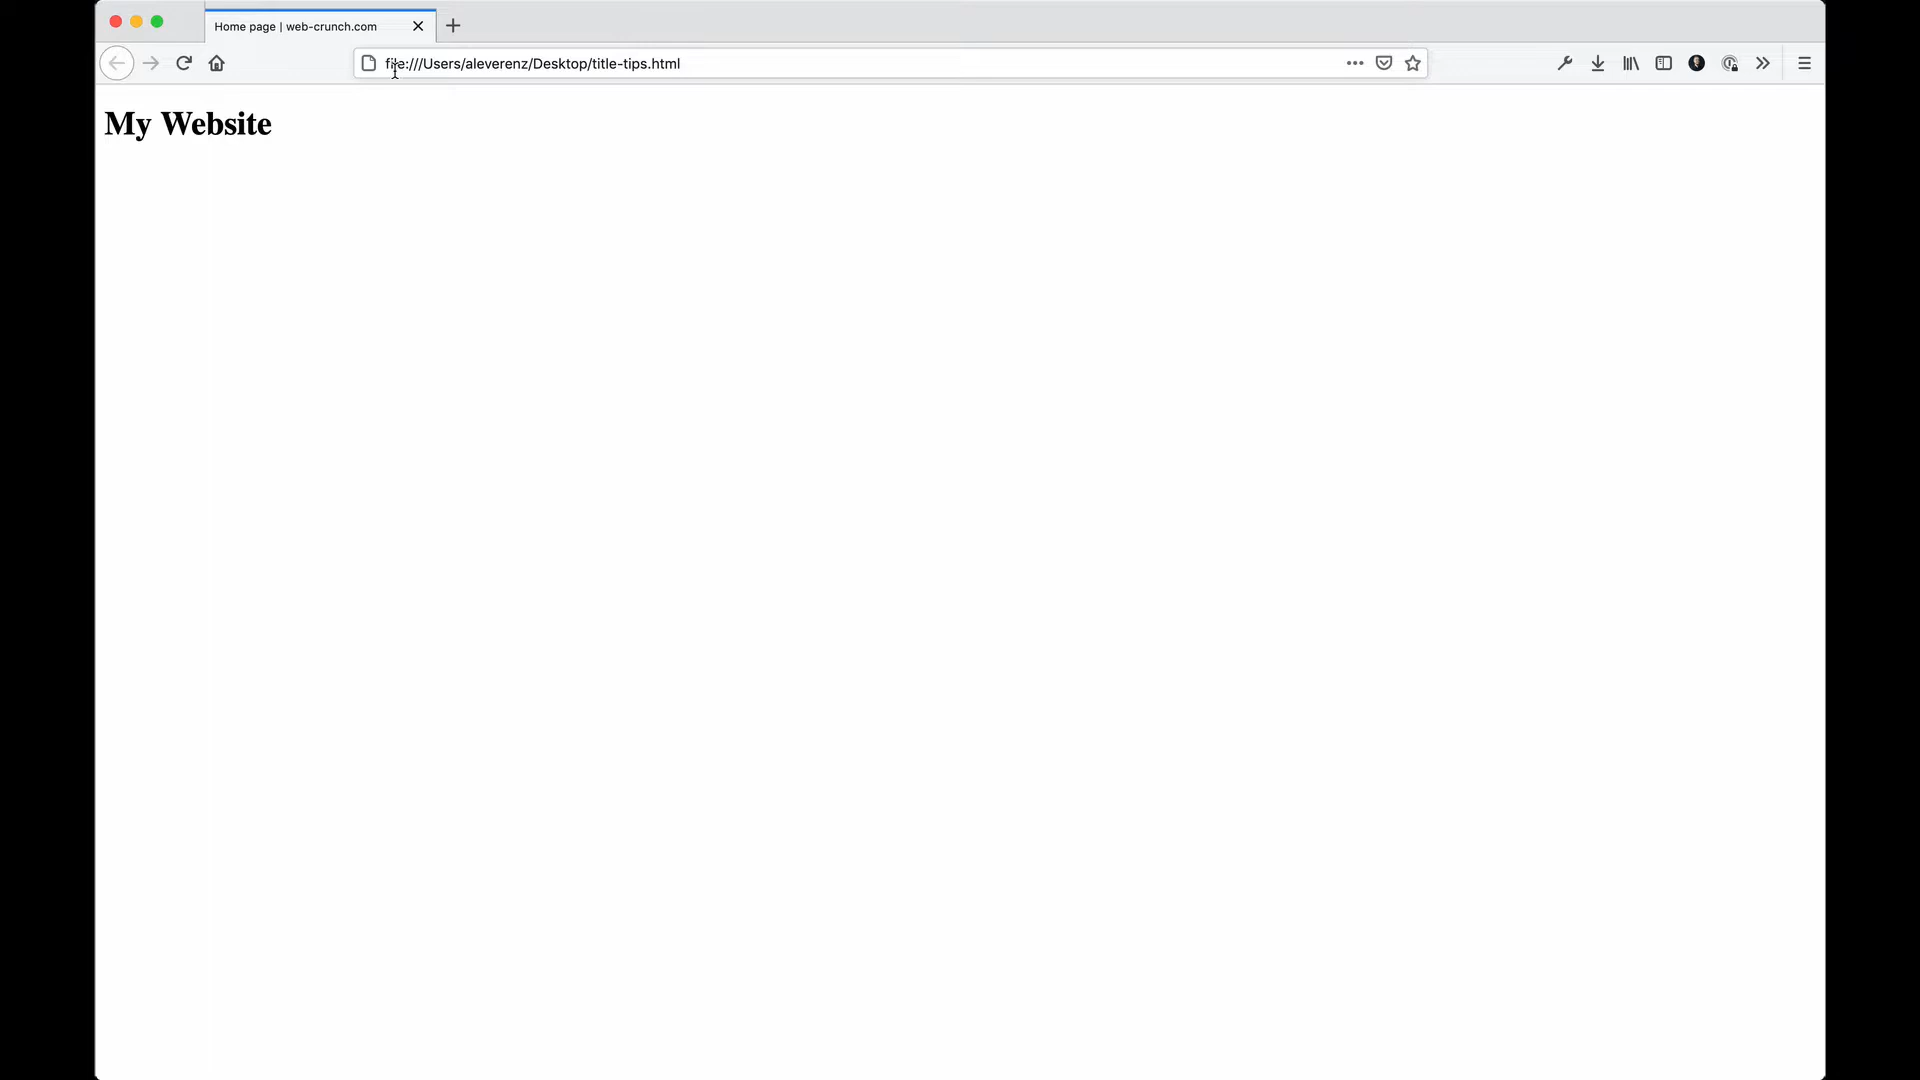 Home page | web-crunch.com
file:///Users/aleverenz/Desktop/title-tips.html
My Website